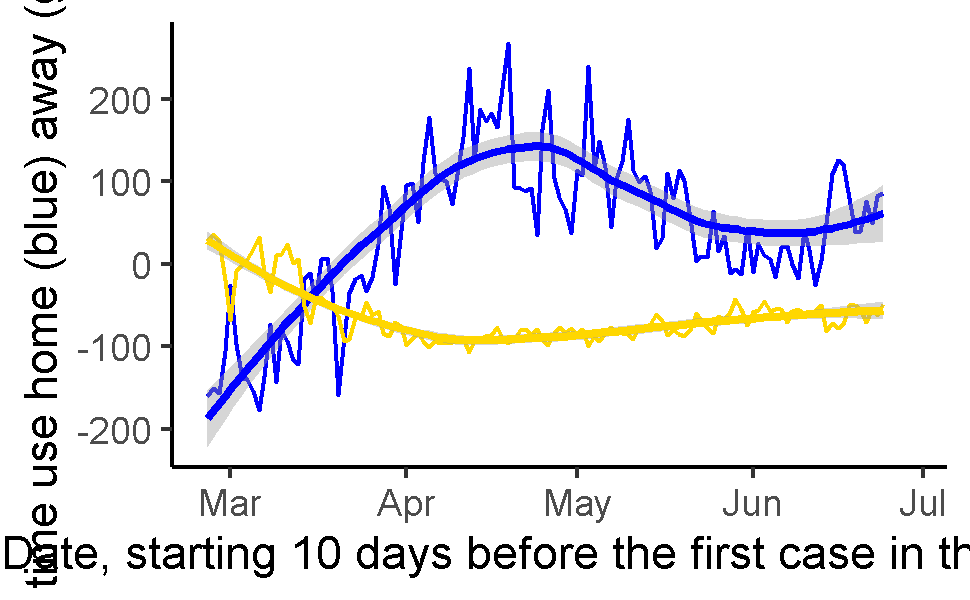 time use home (blue) away (
200
100
0
-100
-200
Mar Apr May Jun Jul
Date, starting 10 days before the first case in th